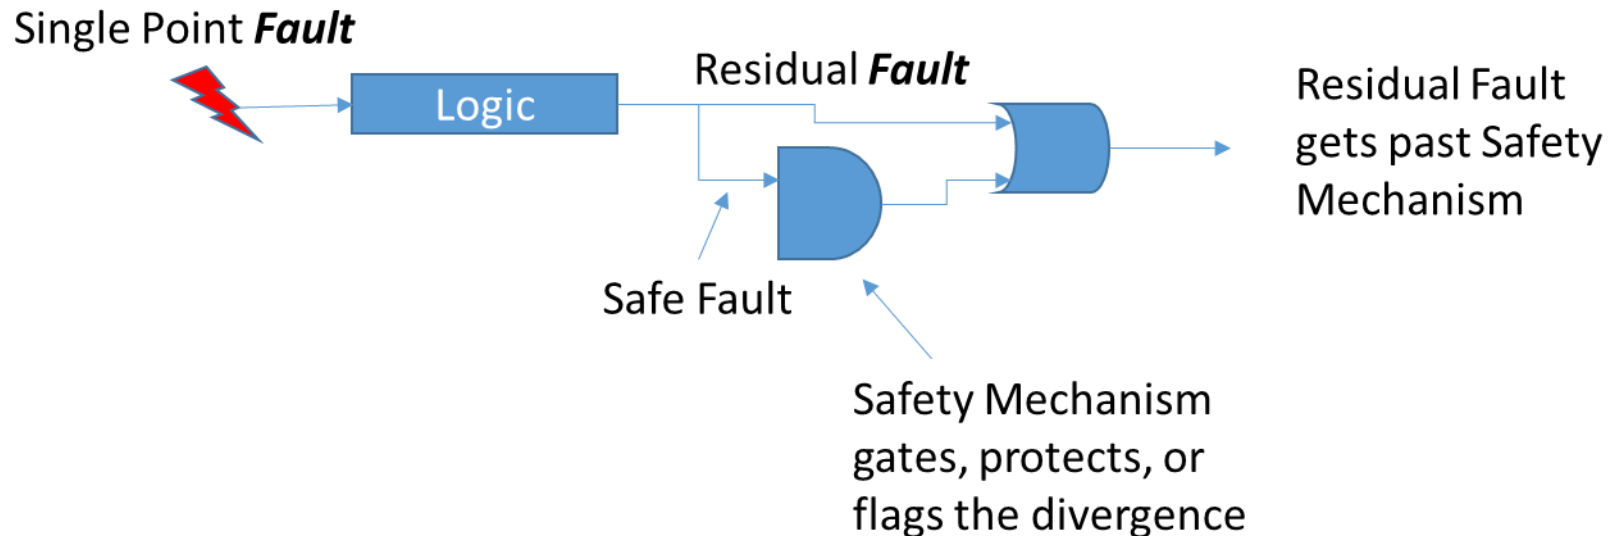 Single Point Fault
Logic
Residual Fault
Residual Fault
gets past Safety
Mechanism
Safe Fault
Safety Mechanism
gates, protects, or
flags the divergence